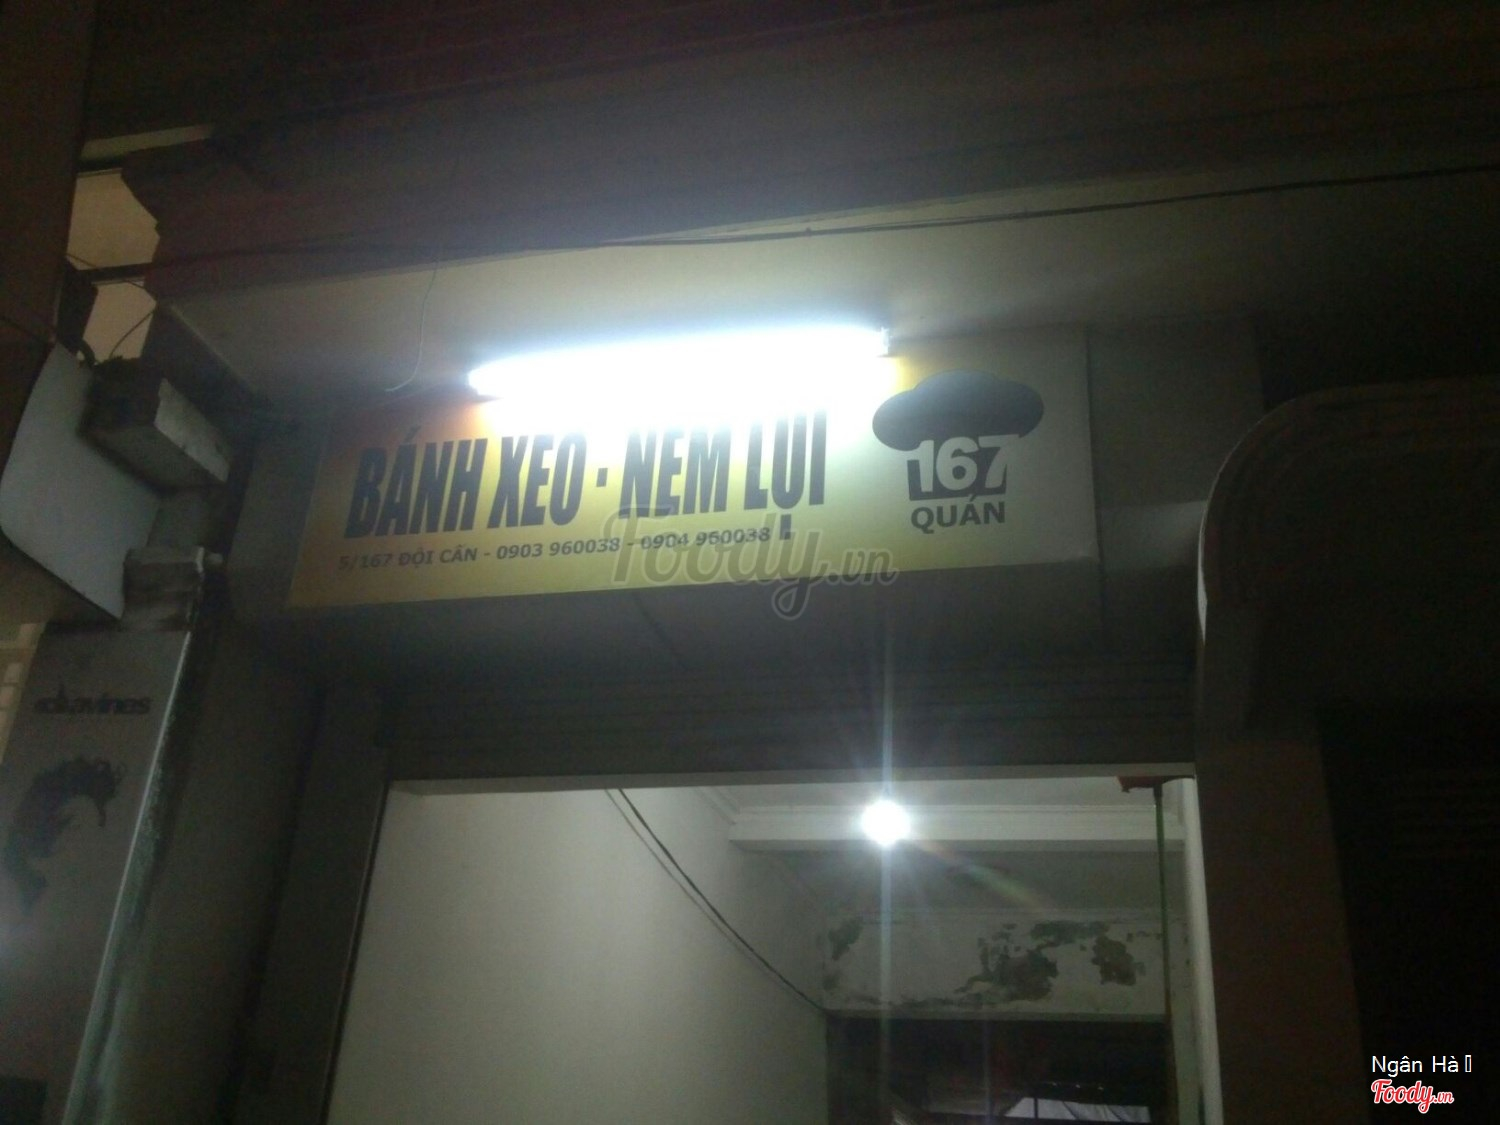 BÁNH XEO · NEM LỤI
5/167 ĐỘI CẤN - 0903 960038 - 0904 960038
167
QUÁN
Foody.vn
Ngân Hà
Foody.vn